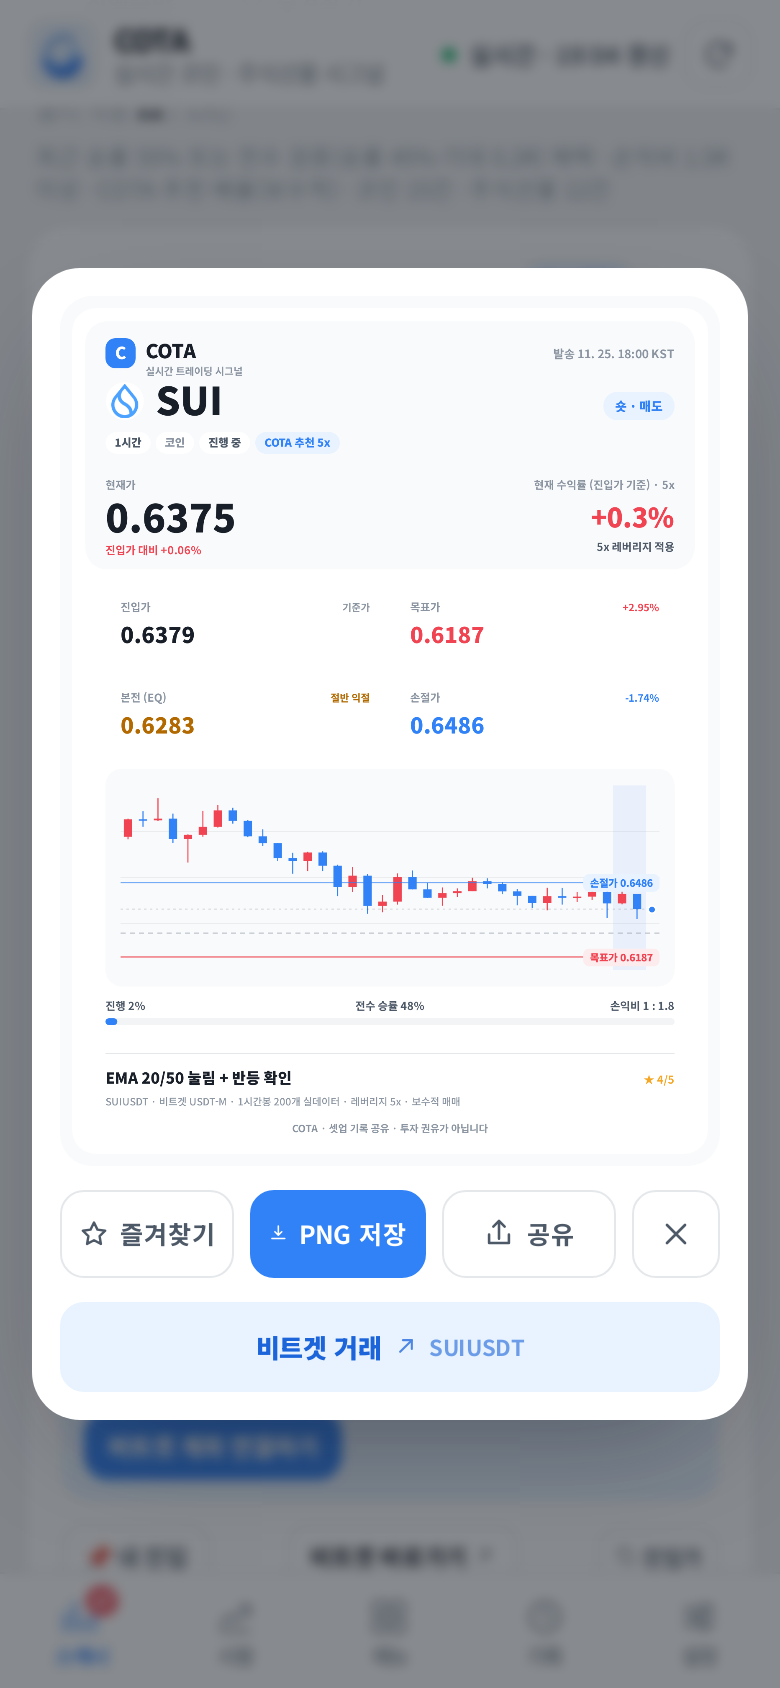 COTA
C COTA
실시간 트레이딩 시그널
발송 11. 25. 18:00 KST
SUI
숏 · 매도
1시간 코인 진행 중 COTA 추천 5x
현재가
현재 수익률 (진입가 기준) · 5x
0.6375
+0.3%
진입가 대비 +0.06%
5x 레버리지 적용
진입가 기준가
0.6379
목표가 +2.95%
0.6187
본전 (EQ) 절반 익절
0.6283
손절가 -1.74%
0.6486
손절가 0.6486
목표가 0.6187
진행 2% 전수 승률 48% 손익비 1 : 1.8
EMA 20/50 눌림 + 반등 확인
★ 4/5
SUIUSDT · 비트겟 USDT-M · 1시간봉 200개 실데이터 · 레버리지 5x · 보수적 매매
COTA · 셋업 기록 공유 · 투자 권유가 아닙니다
즐겨찾기 PNG 저장 공유
비트겟 거래 ↗ SUIUSDT